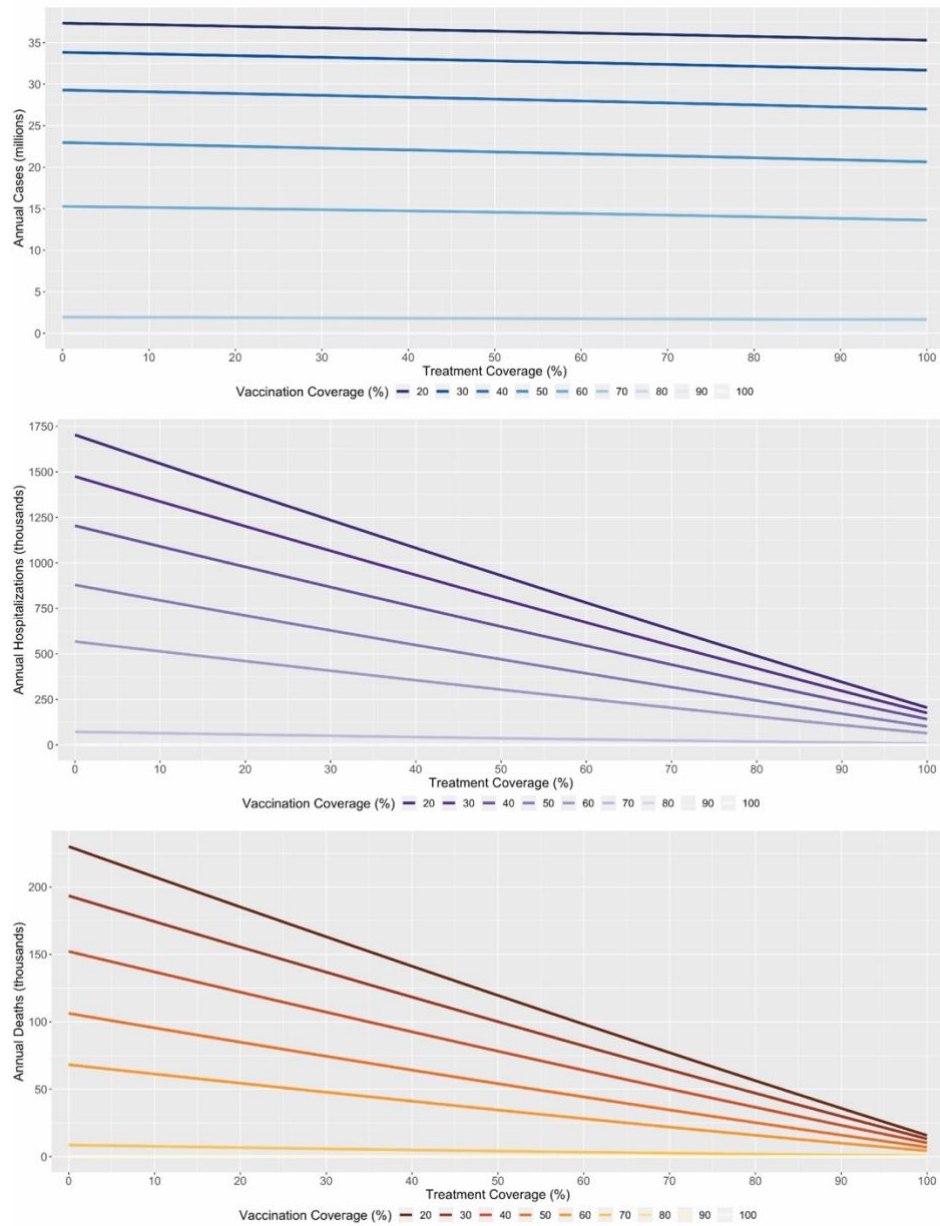 Annual Cases (millions)
35
30
25
20
15
10
5
0
0 10 20 30 40 50 60 70 80 90 100
Treatment Coverage (%)
Vaccination Coverage (%) 20 30 40 50 60 70 80 90 100
Annual Hospitalizations (thousands)
1750
1500
1250
1000
750
500
250
0
0 10 20 30 40 50 60 70 80 90 100
Treatment Coverage (%)
Vaccination Coverage (%) 20 30 40 50 60 70 80 90 100
Annual Deaths (thousands)
200
150
100
50
0
0 10 20 30 40 50 60 70 80 90 100
Treatment Coverage (%)
Vaccination Coverage (%) 20 30 40 50 60 70 80 90 100